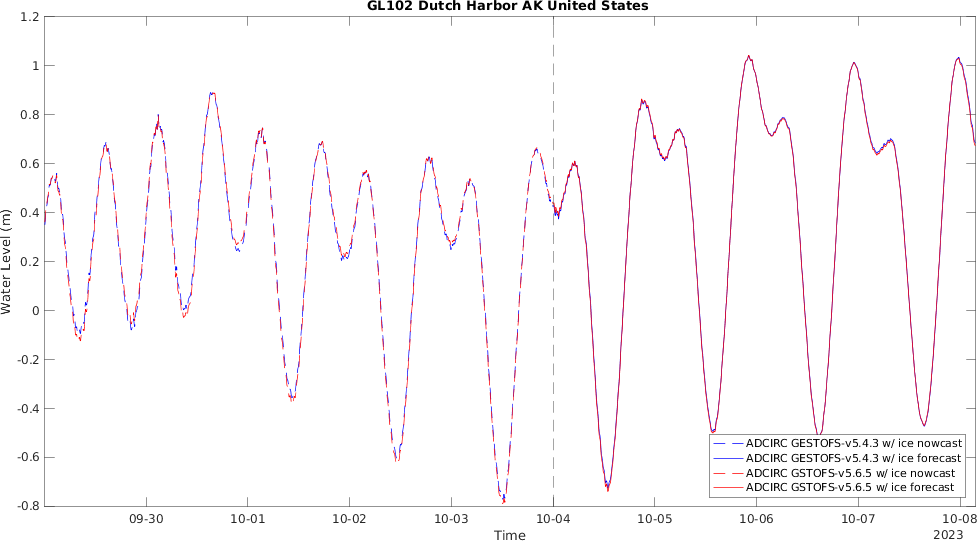 GL102 Dutch Harbor AK United States
1.2
1
0.8
0.6
0.4
0.2
0
-0.2
-0.4
-0.6
-0.8
Water Level (m)
ADCIRC GESTOFS-v5.4.3 w/ ice nowcast
ADCIRC GESTOFS-v5.4.3 w/ ice forecast
ADCIRC GSTOFS-v5.6.5 w/ ice nowcast
ADCIRC GSTOFS-v5.6.5 w/ ice forecast
09-30 10-01 10-02 10-03 10-04 10-05 10-06 10-07 10-08
Time
2023